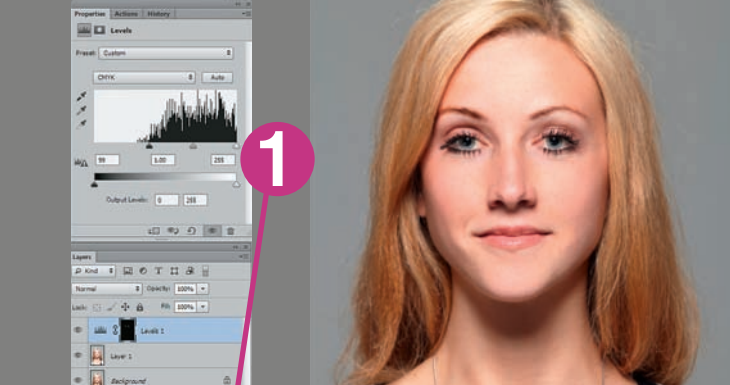 Properties Actions History
Levels
Preset: Custom
CMYK Auto
98 1.00 255
Output Levels: 0 255
1
Layers
Kind
Normal Opacity: 100%
Lock: Fill: 100%
Levels 1
Layer 1
Background